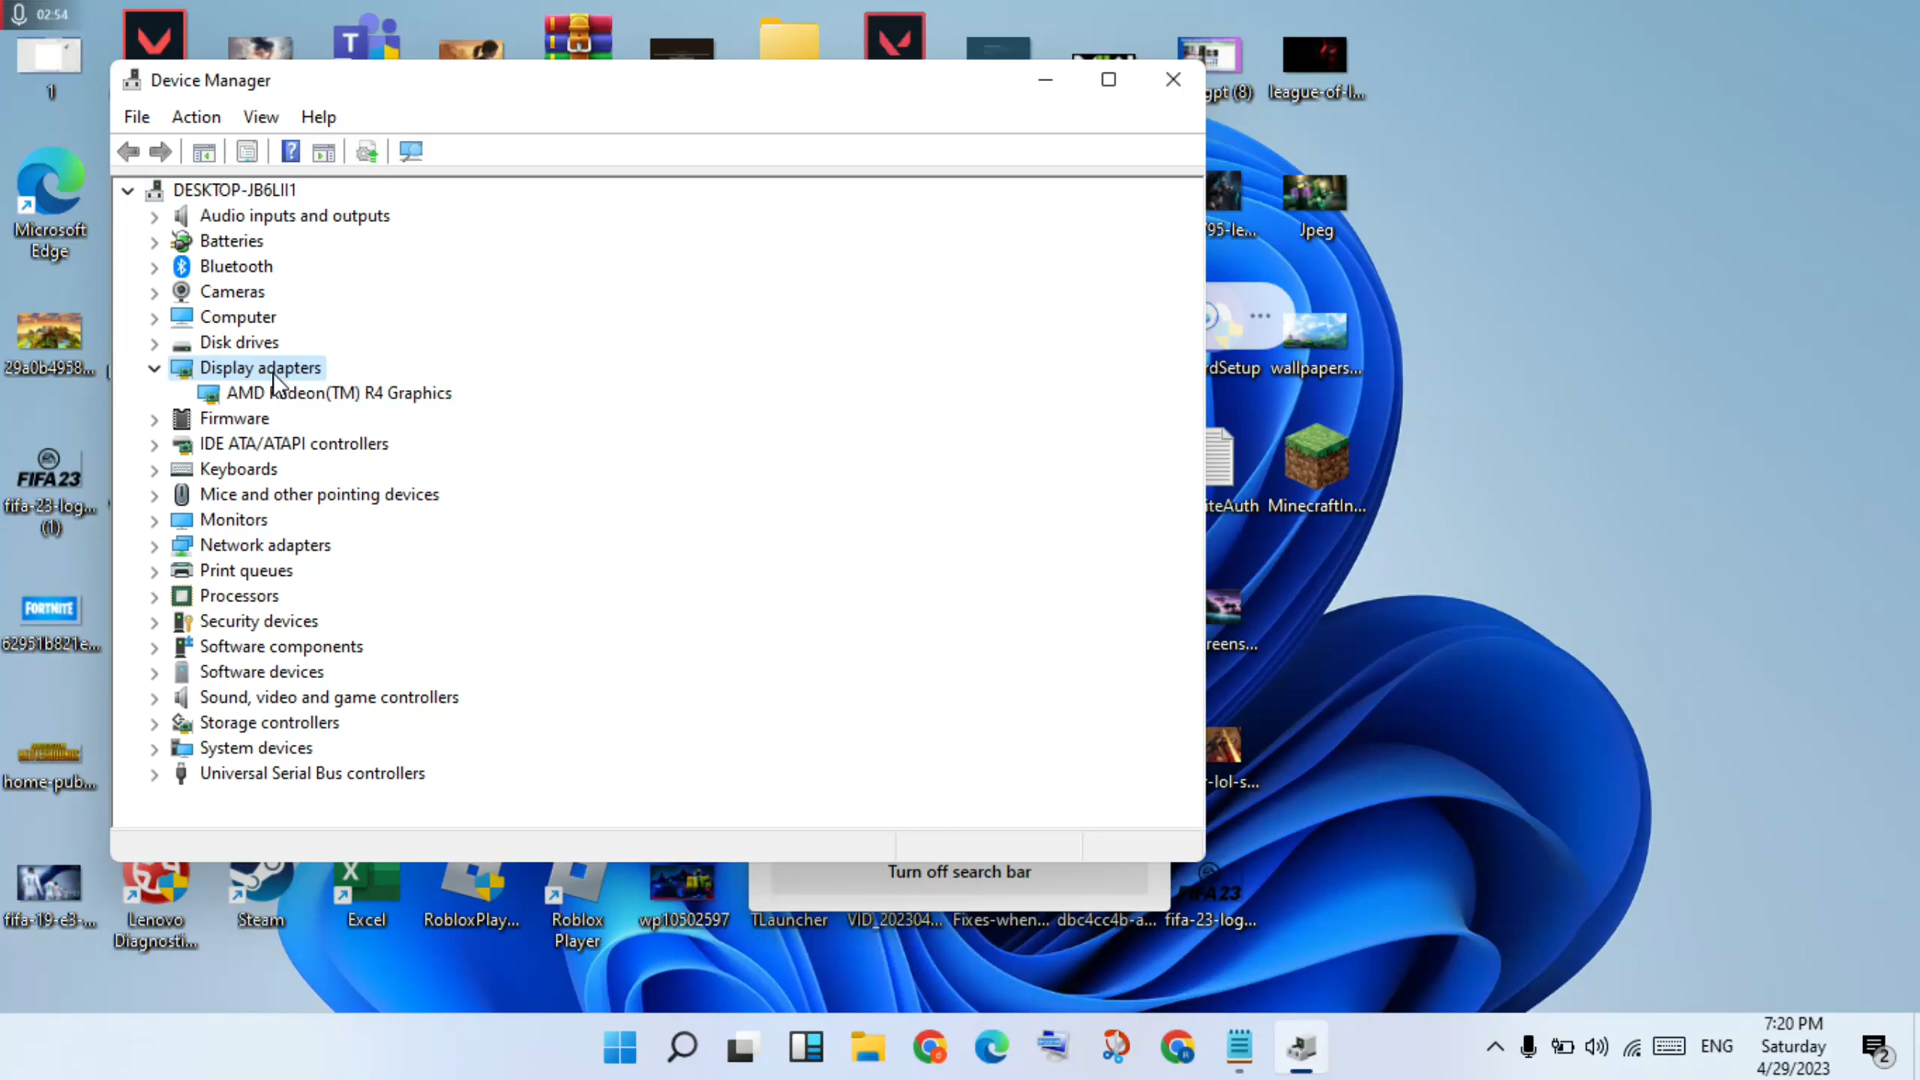 02:54
1
gpt (8)
league-of-l...
Device Manager
File
Action
View
Help
DESKTOP-JB6LII1
Audio inputs and outputs
Batteries
Bluetooth
Cameras
Computer
Disk drives
Display adapters
AMD Radeon(TM) R4 Graphics
Firmware
IDE ATA/ATAPI controllers
Keyboards
Mice and other pointing devices
Monitors
Network adapters
Print queues
Processors
Security devices
Software components
Software devices
Sound, video and game controllers
Storage controllers
System devices
Universal Serial Bus controllers
Microsoft
Edge
29a0b4958...
FIFA 23
fifa-23-log...
(1)
FORTNITE
62951b821e...
home-pub...
95-le...
Jpeg
rdSetup
wallpapers...
iteAuth
MinecraftIn...
reens...
r-lol-s...
Turn off search bar
FIFA 23
fifa-19-e3-...
Lenovo
Diagnosti...
Steam
Excel
RobloxPlay...
Roblox
Player
wp10502597
TLauncher
VID_202304...
Fixes-when...
dbc4cc4b-a...
fifa-23-log...
ENG
7:20 PM
Saturday
4/29/2023
2